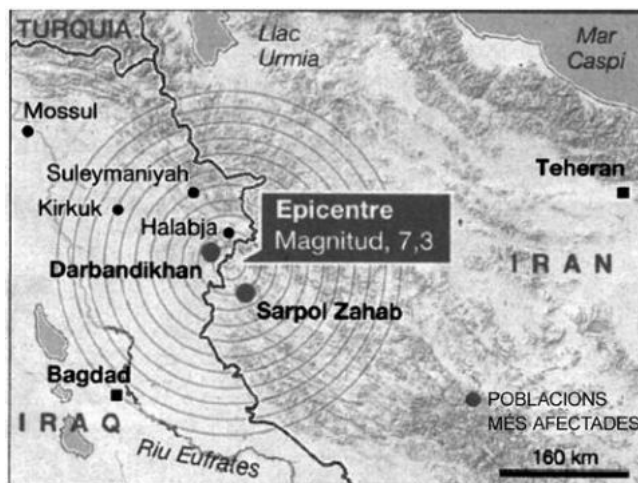 TURQUIA
Llac
Urmia
Mar
Caspi
Mossul
Suleymaniyah
Kirkuk
Halabja
Darbandikhan
Epicentre
Magnitud, 7,3
Teheran
IRAN
Sarpol Zahab
Bagdad
IRAQ
Riu Eufrates
POBLACIONS
MÉS AFECTADES
160 km